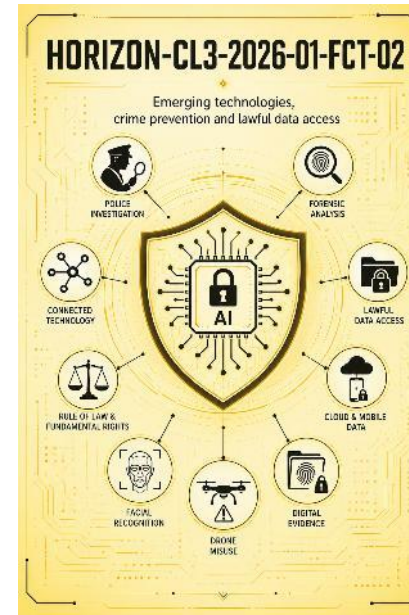 HORIZON-CL3-2026-01-FCT-02
Emerging technologies,
crime prevention and lawful data access
POLICE
INVESTIGATION
FORENSIC
ANALYSIS
CONNECTED
TECHNOLOGY
AI
LAWFUL
DATA ACCESS
RULE OF LAW &
FUNDAMENTAL RIGHTS
CLOUD & MOBILE
DATA
FACIAL
RECOGNITION
DRONE
MISUSE
DIGITAL
EVIDENCE